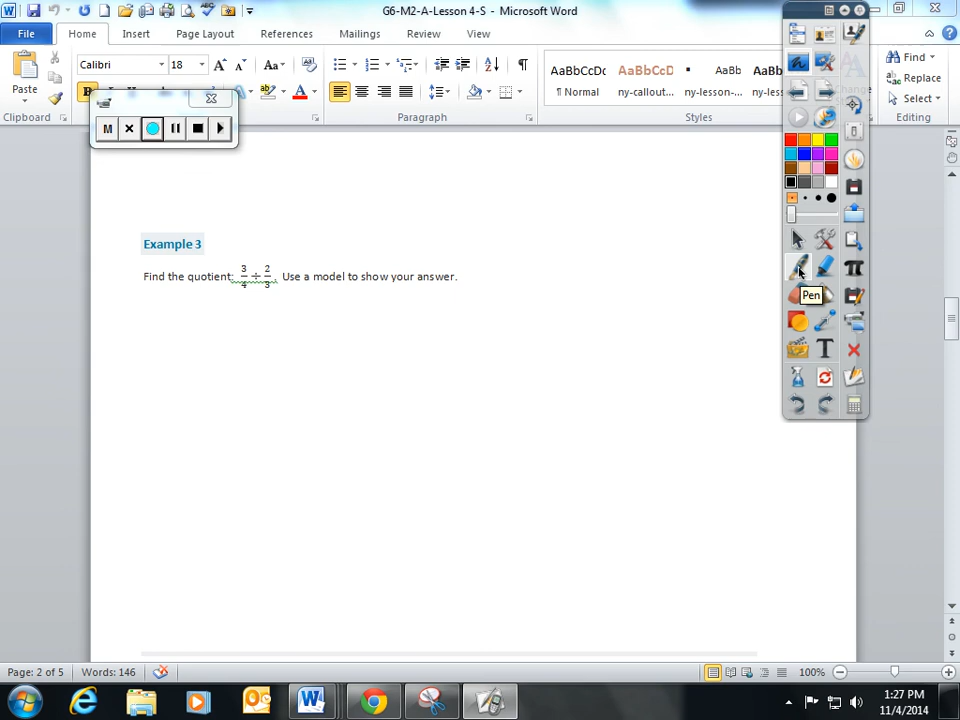 G6-M2-A-Lesson 4-S - Microsoft Word
File Home Insert Page Layout References Mailings Review View
Paste
Calibri 18
AaBbCcDc AaBbCcD AaBb AaBb
¶ Normal ny-callout... ny-lesson-... ny-les
Find
Replace
Select
Clipboard Paragraph Styles Editing
M
Example 3
Find the quotient: 3/4 ÷ 2/3. Use a model to show your answer.
Pen
T
Page: 2 of 5 Words: 146 100%
1:27 PM
11/4/2014